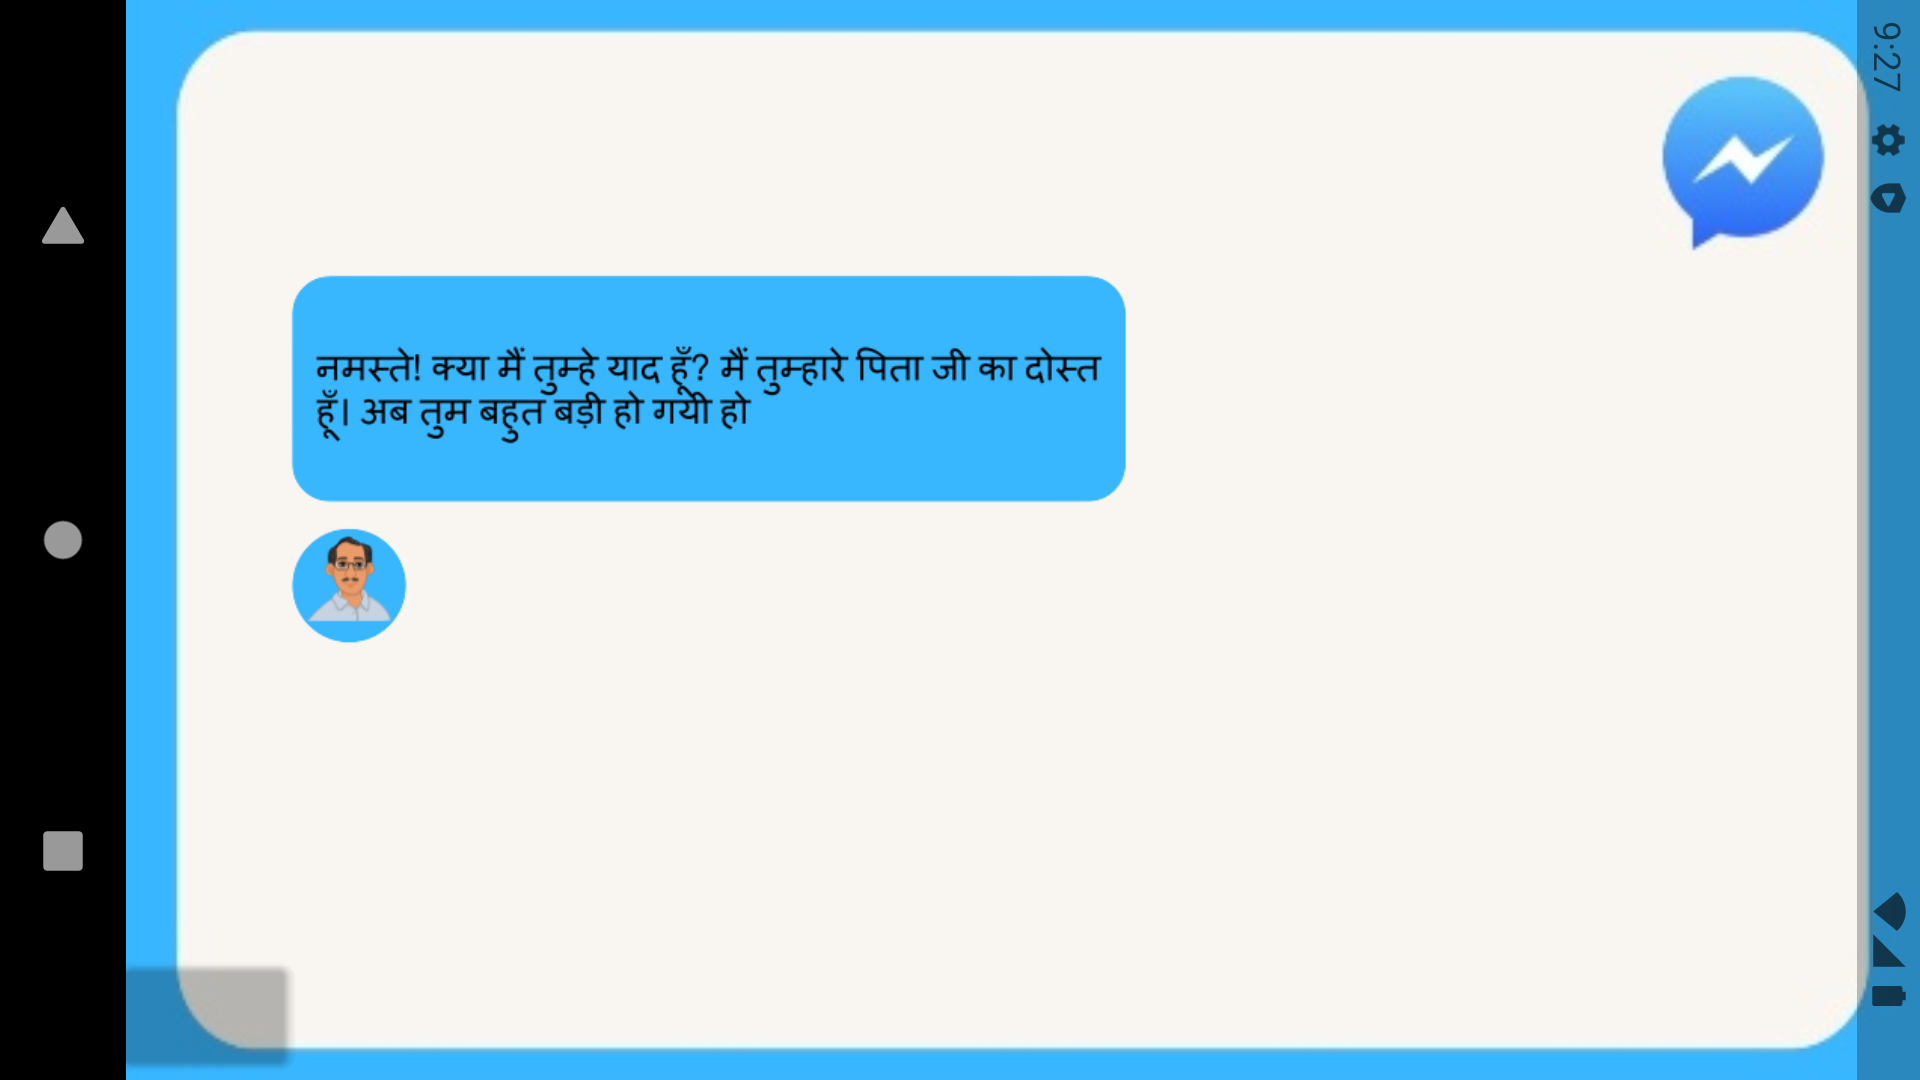 9:27
नमस्ते! क्या मैं तुम्हे याद हूँ? मैं तुम्हारे पिता जी का दोस्त
हूँ। अब तुम बहुत बड़ी हो गयी हो